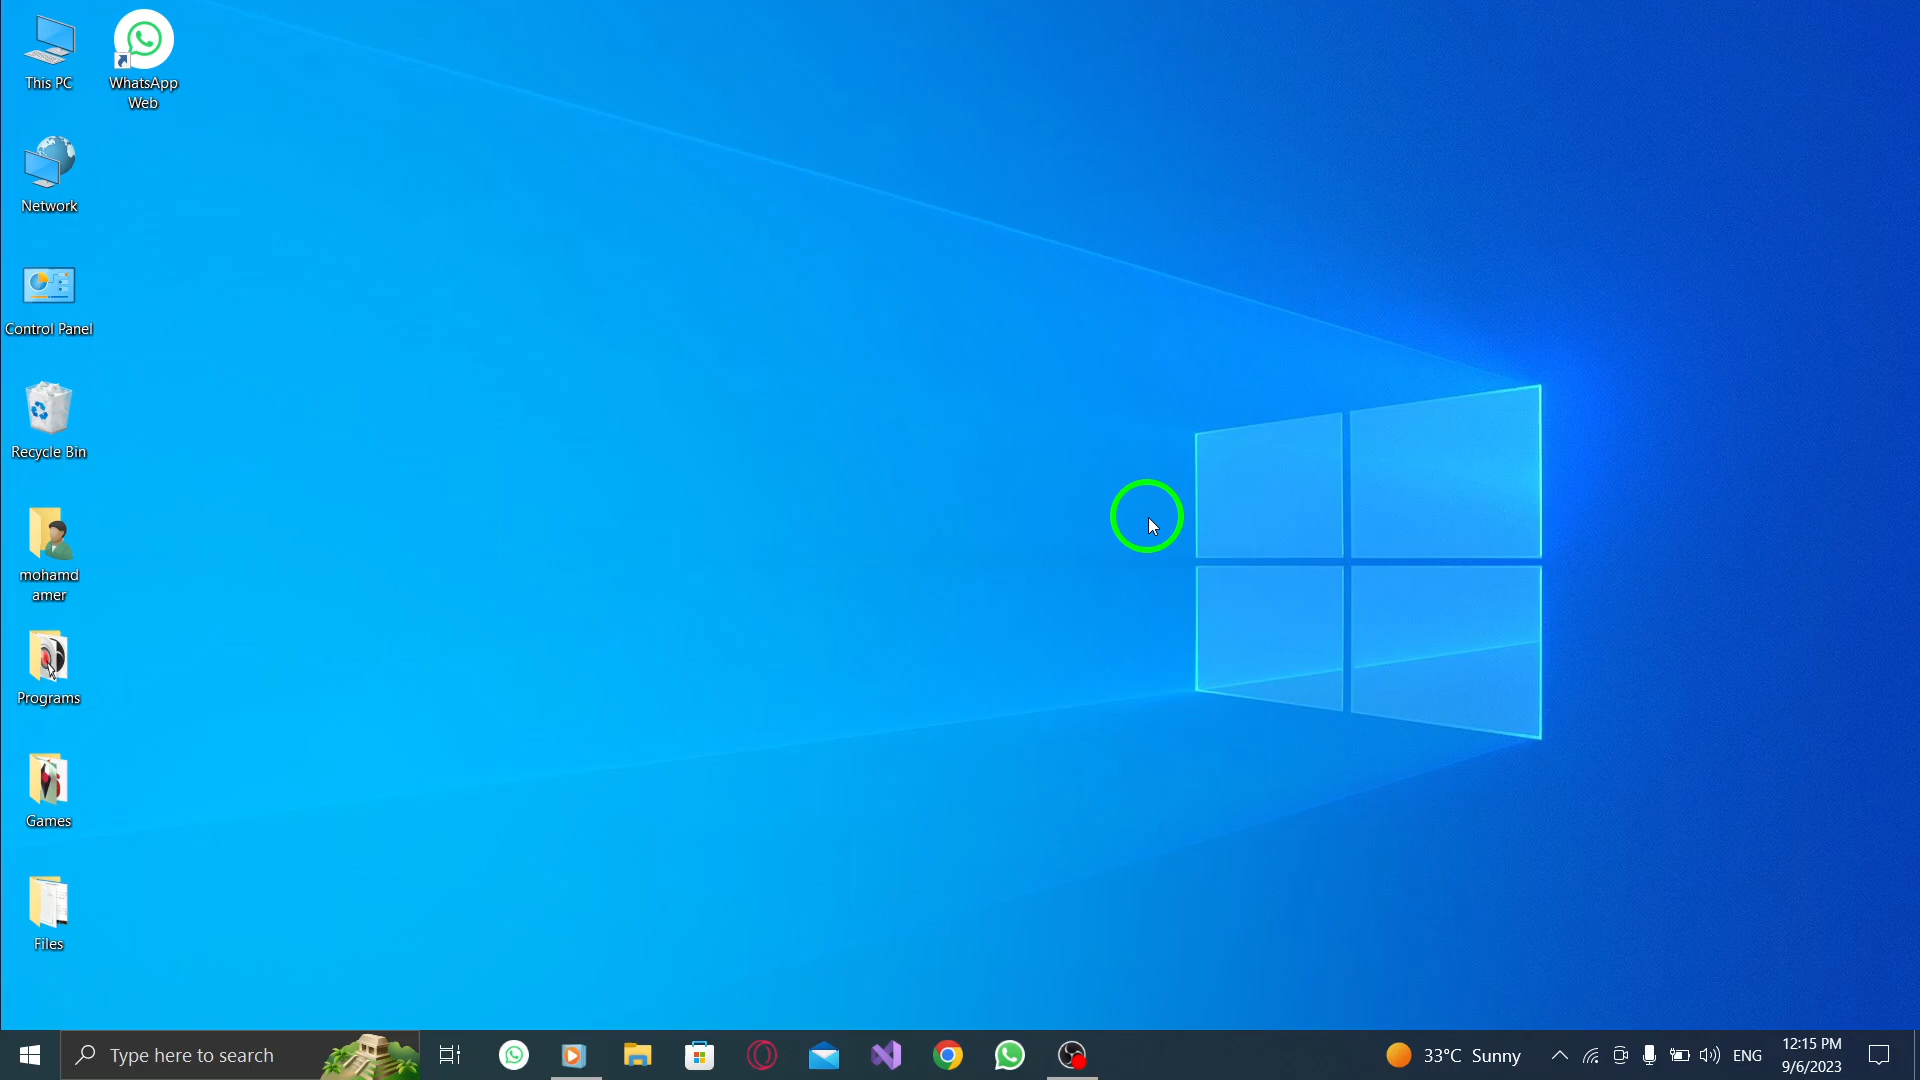 This PC
WhatsApp
Web
Network
Control Panel
Recycle Bin
mohamd
amer
Programs
Games
Files
Type here to search
33°C Sunny
ENG
12:15 PM
9/6/2023